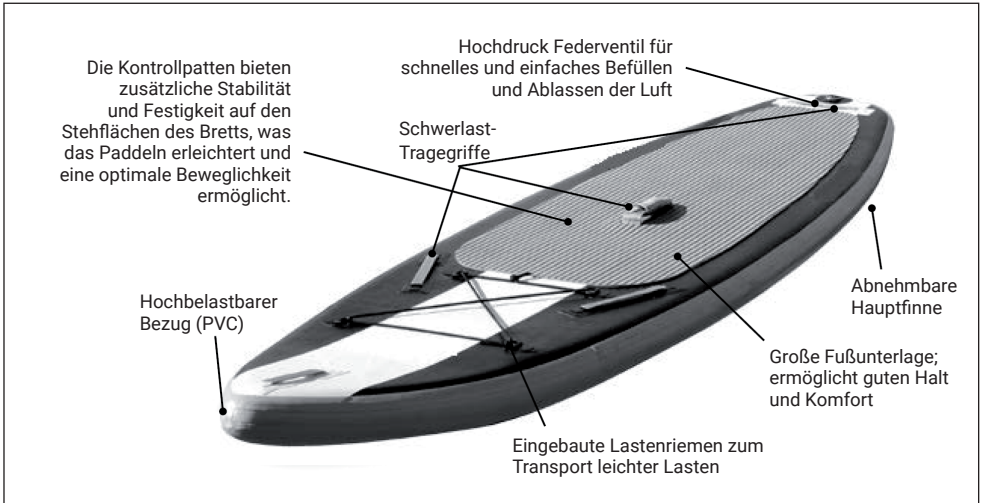 Die Kontrollpatten bieten
zusätzliche Stabilität
und Festigkeit auf den
Stehflächen des Bretts, was
das Paddeln erleichtert und
eine optimale Beweglichkeit
ermöglicht.
Hochdruck Federventil für
schnelles und einfaches Befüllen
und Ablassen der Luft
Schwerlast-
Tragegriffe
Hochbelastbarer
Bezug (PVC)
Abnehmbare
Hauptfinne
Große Fußunterlage;
ermöglicht guten Halt
und Komfort
Eingebaute Lastenriemen zum
Transport leichter Lasten